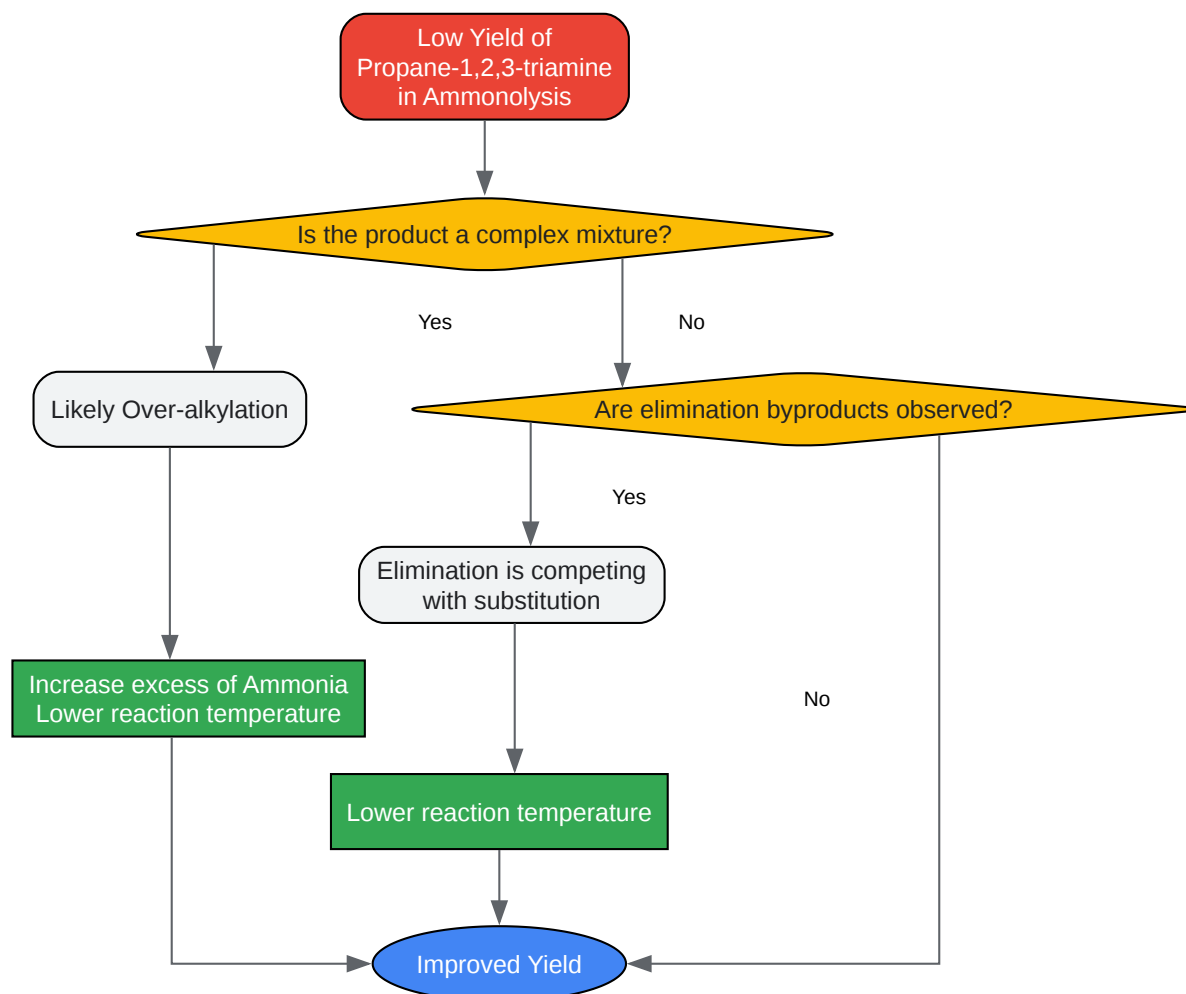 Low Yield of
Propane-1,2,3-triamine
in Ammonolysis
Is the product a complex mixture?
Yes
No
Likely Over-alkylation
Are elimination byproducts observed?
Yes
Elimination is competing
with substitution
Increase excess of Ammonia
Lower reaction temperature
No
Lower reaction temperature
Improved Yield